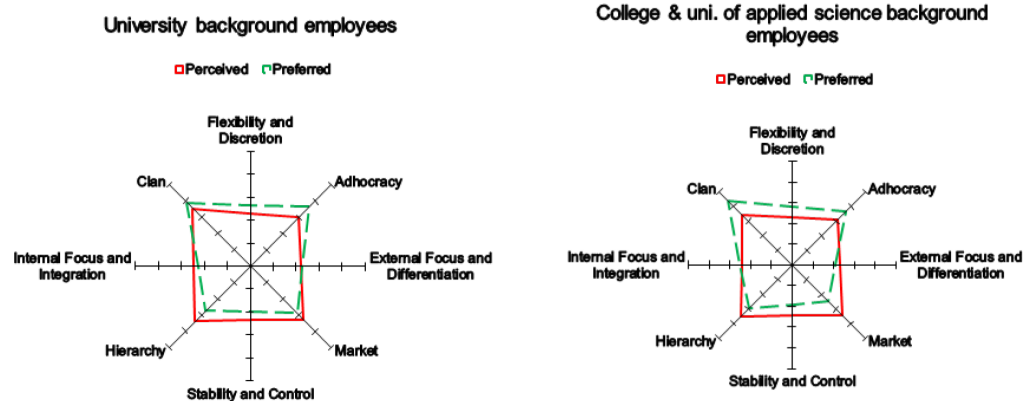 University background employees
Perceived Preferred
Flexibility and
Discretion
Clan
Adhocracy
Internal Focus and
Integration
External Focus and
Differentiation
Hierarchy
Market
Stability and Control
College & uni. of applied science background
employees
Perceived Preferred
Flexibility and
Discretion
Clan
Adhocracy
Internal Focus and
Integration
External Focus and
Differentiation
Hierarchy
Market
Stability and Control